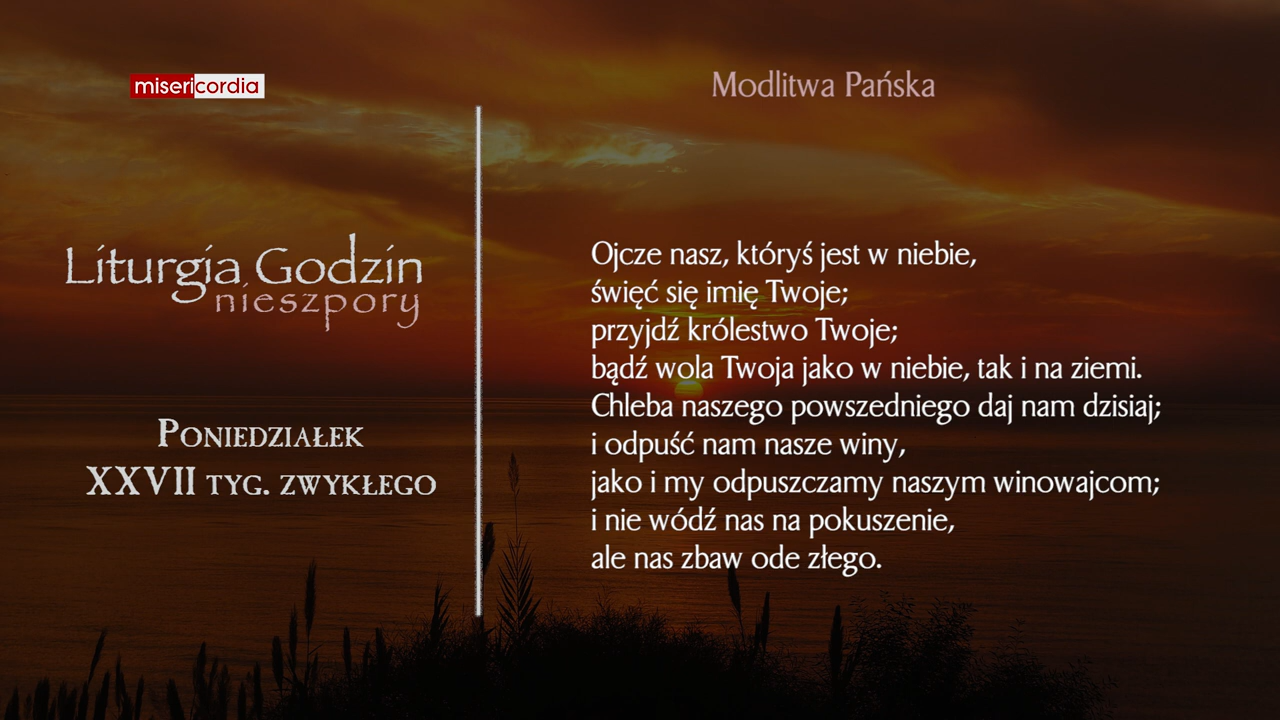 misericordia
Liturgia Godzin
nieszpory
Poniedziałek
XXVII tyg. zwykłego
Modlitwa Pańska
Ojcze nasz, któryś jest w niebie,
święć się imię Twoje;
przyjdź królestwo Twoje;
bądź wola Twoja jako w niebie, tak i na ziemi.
Chleba naszego powszedniego daj nam dzisiaj;
i odpuść nam nasze winy,
jako i my odpuszczamy naszym winowajcom;
i nie wódź nas na pokuszenie,
ale nas zbaw ode złego.